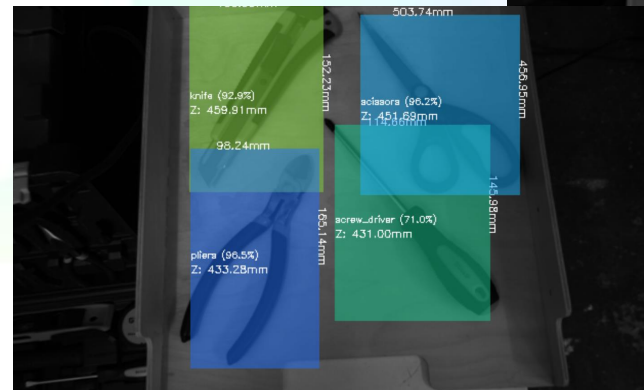 503.74mm
152.23mm
456.95mm
knife (92.9%)
Z: 459.91mm
scissors (96.2%)
Z: 451.69mm
98.24mm
165.14mm
145.98mm
screw_driver (71.0%)
Z: 431.00mm
pliers (96.5%)
Z: 433.28mm